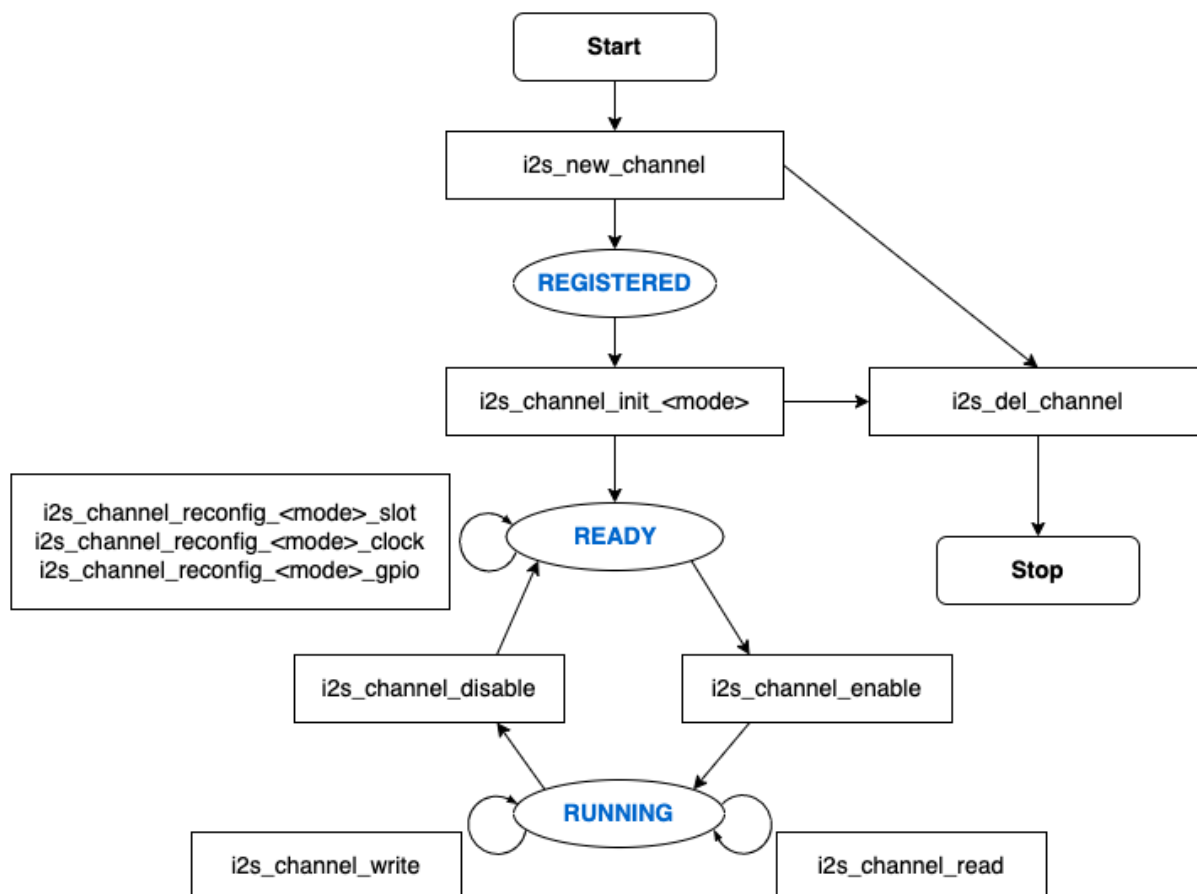 Start
i2s_new_channel
REGISTERED
i2s_channel_init_<mode>
i2s_del_channel
i2s_channel_reconfig_<mode>_slot
i2s_channel_reconfig_<mode>_clock
i2s_channel_reconfig_<mode>_gpio
READY
Stop
i2s_channel_disable
i2s_channel_enable
RUNNING
i2s_channel_write
i2s_channel_read